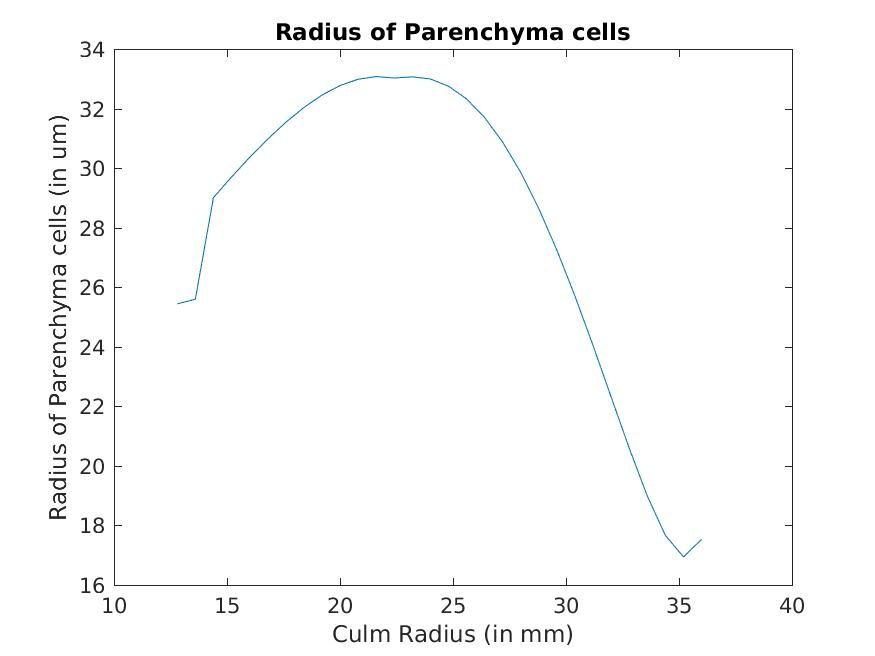 Radius of Parenchyma cells
34
32
30
28
26
24
22
20
18
16
Radius of Parenchyma cells (in um)
10 15 20 25 30 35 40
Culm Radius (in mm)